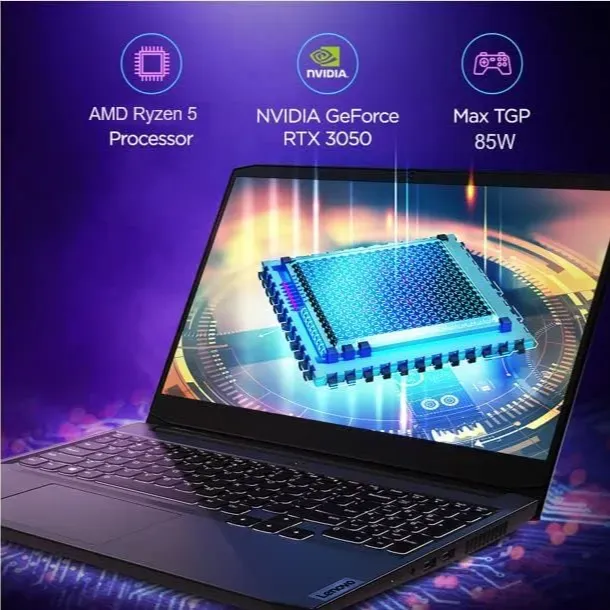 NVIDIA.
AMD Ryzen 5
Processor
NVIDIA GeForce
RTX 3050
Max TGP
85W
Lenovo